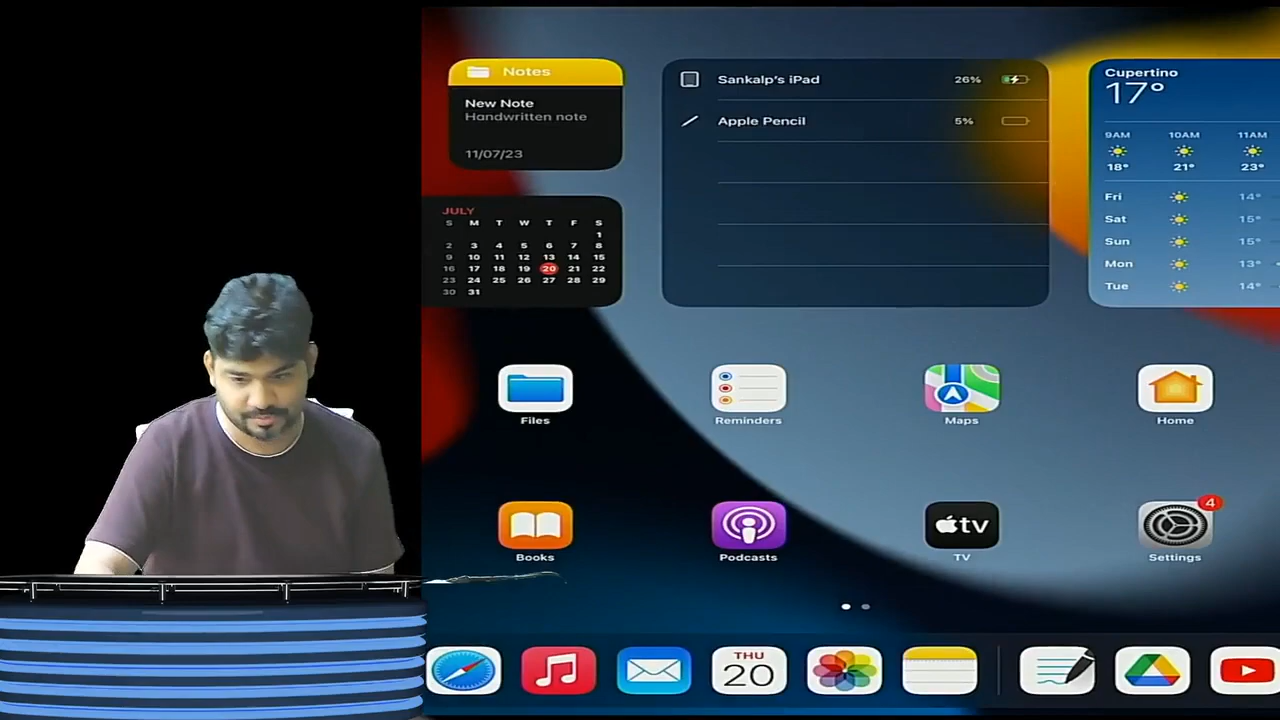 Notes
New Note
Handwritten note
11/07/23
JULY
S M T W T F S
1
2 3 4 5 6 7 8
9 10 11 12 13 14 15
16 17 18 19 20 21 22
23 24 25 26 27 28 29
30 31
Sankalp's iPad 26%
Apple Pencil 5%
Cupertino
17°
9AM 10AM 11AM
18° 21° 23°
Fri 14°
Sat 15°
Sun 15°
Mon 13°
Tue 14°
Files Reminders Maps Home
4
tv
Books Podcasts TV Settings
THU
20